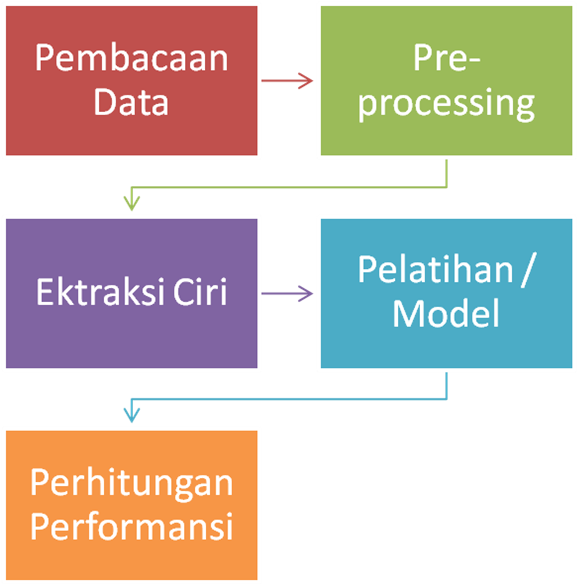 Pembacaan
Data
Pre-
processing
Ektraksi Ciri
Pelatihan /
Model
Perhitungan
Performansi